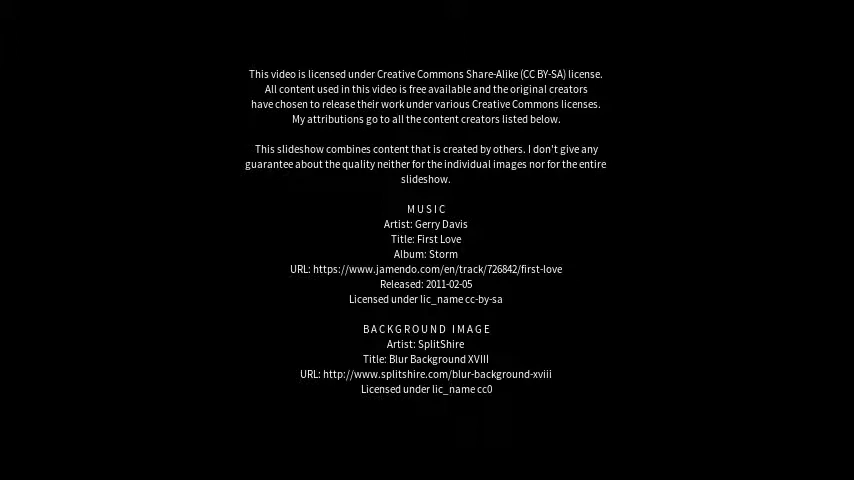 This video is licensed under Creative Commons Share-Alike (CC BY-SA) license.
All content used in this video is free available and the original creators
have chosen to release their work under various Creative Commons licenses.
My attributions go to all the content creators listed below.
This slideshow combines content that is created by others. I don't give any
guarantee about the quality neither for the individual images nor for the entire
slideshow.
MUSIC
Artist: Gerry Davis
Title: First Love
Album: Storm
URL: https://www.jamendo.com/en/track/726842/first-love
Released: 2011-02-05
Licensed under lic_name cc-by-sa
BACKGROUND IMAGE
Artist: SplitShire
Title: Blur Background XVIII
URL: http://www.splitshire.com/blur-background-xviii
Licensed under lic_name cc0